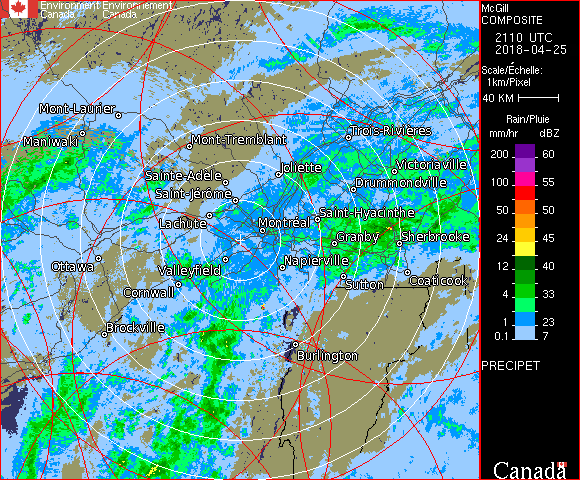 Environment Environnement
Canada Canada
McGill
COMPOSITE
2110 UTC
2018-04-25
Scale/Échelle:
1km/Pixel
40 KM
Rain/Pluie
mm/hr dBZ
200 60
100 55
50 50
24 45
12 40
4 33
1 23
0.1 7
PRECIPET
Canada
Mont-Laurier
Maniwaki
Mont-Tremblant
Trois-Rivières
Sainte-Adèle
Joliette
Victoriaville
Saint-Jérôme
Drummondville
Lachute
Montréal
Saint-Hyacinthe
Granby
Sherbrooke
Ottawa
Valleyfield
Napierville
Cornwall
Sutton
Coaticook
Brockville
Burlington